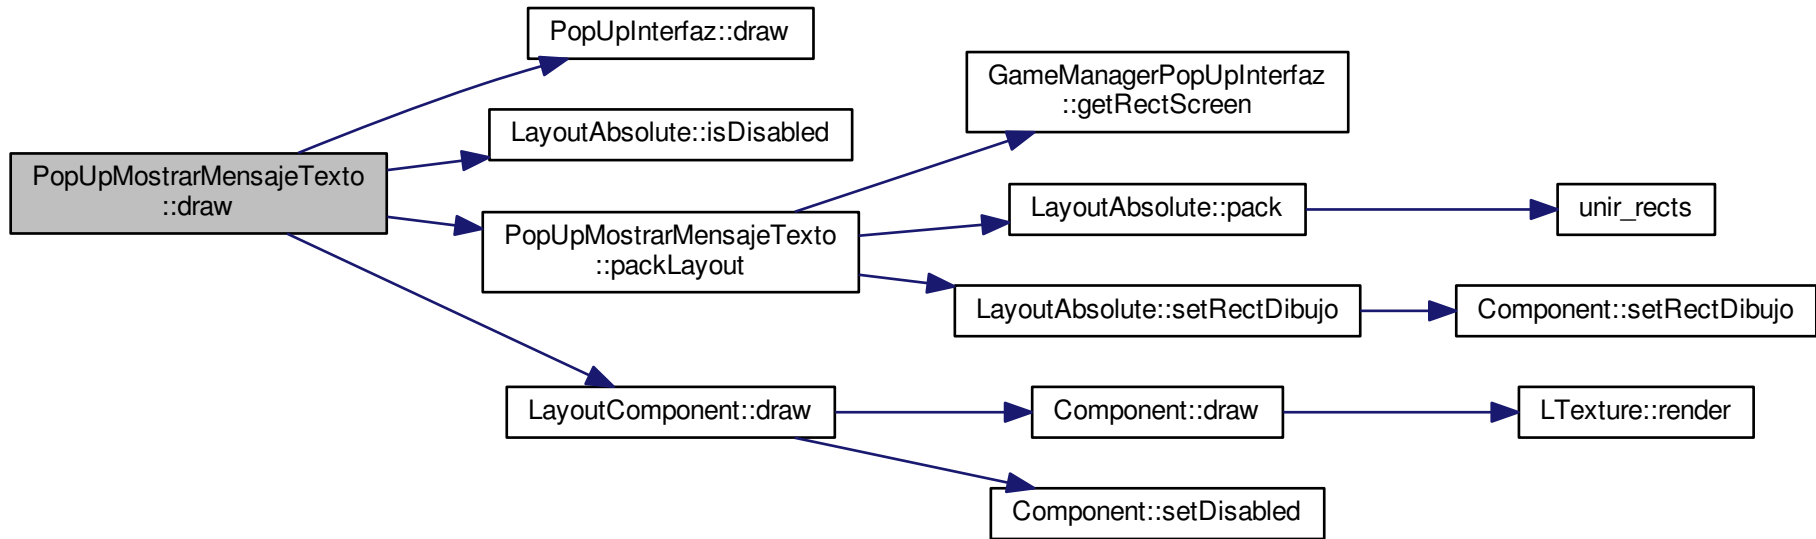 PopUpInterfaz::draw
GameManagerPopUpInterfaz
::getRectScreen
LayoutAbsolute::isDisabled
PopUpMostrarMensajeTexto
::draw
PopUpMostrarMensajeTexto
::packLayout
LayoutAbsolute::pack
unir_rects
LayoutAbsolute::setRectDibujo
Component::setRectDibujo
LayoutComponent::draw
Component::draw
LTexture::render
Component::setDisabled